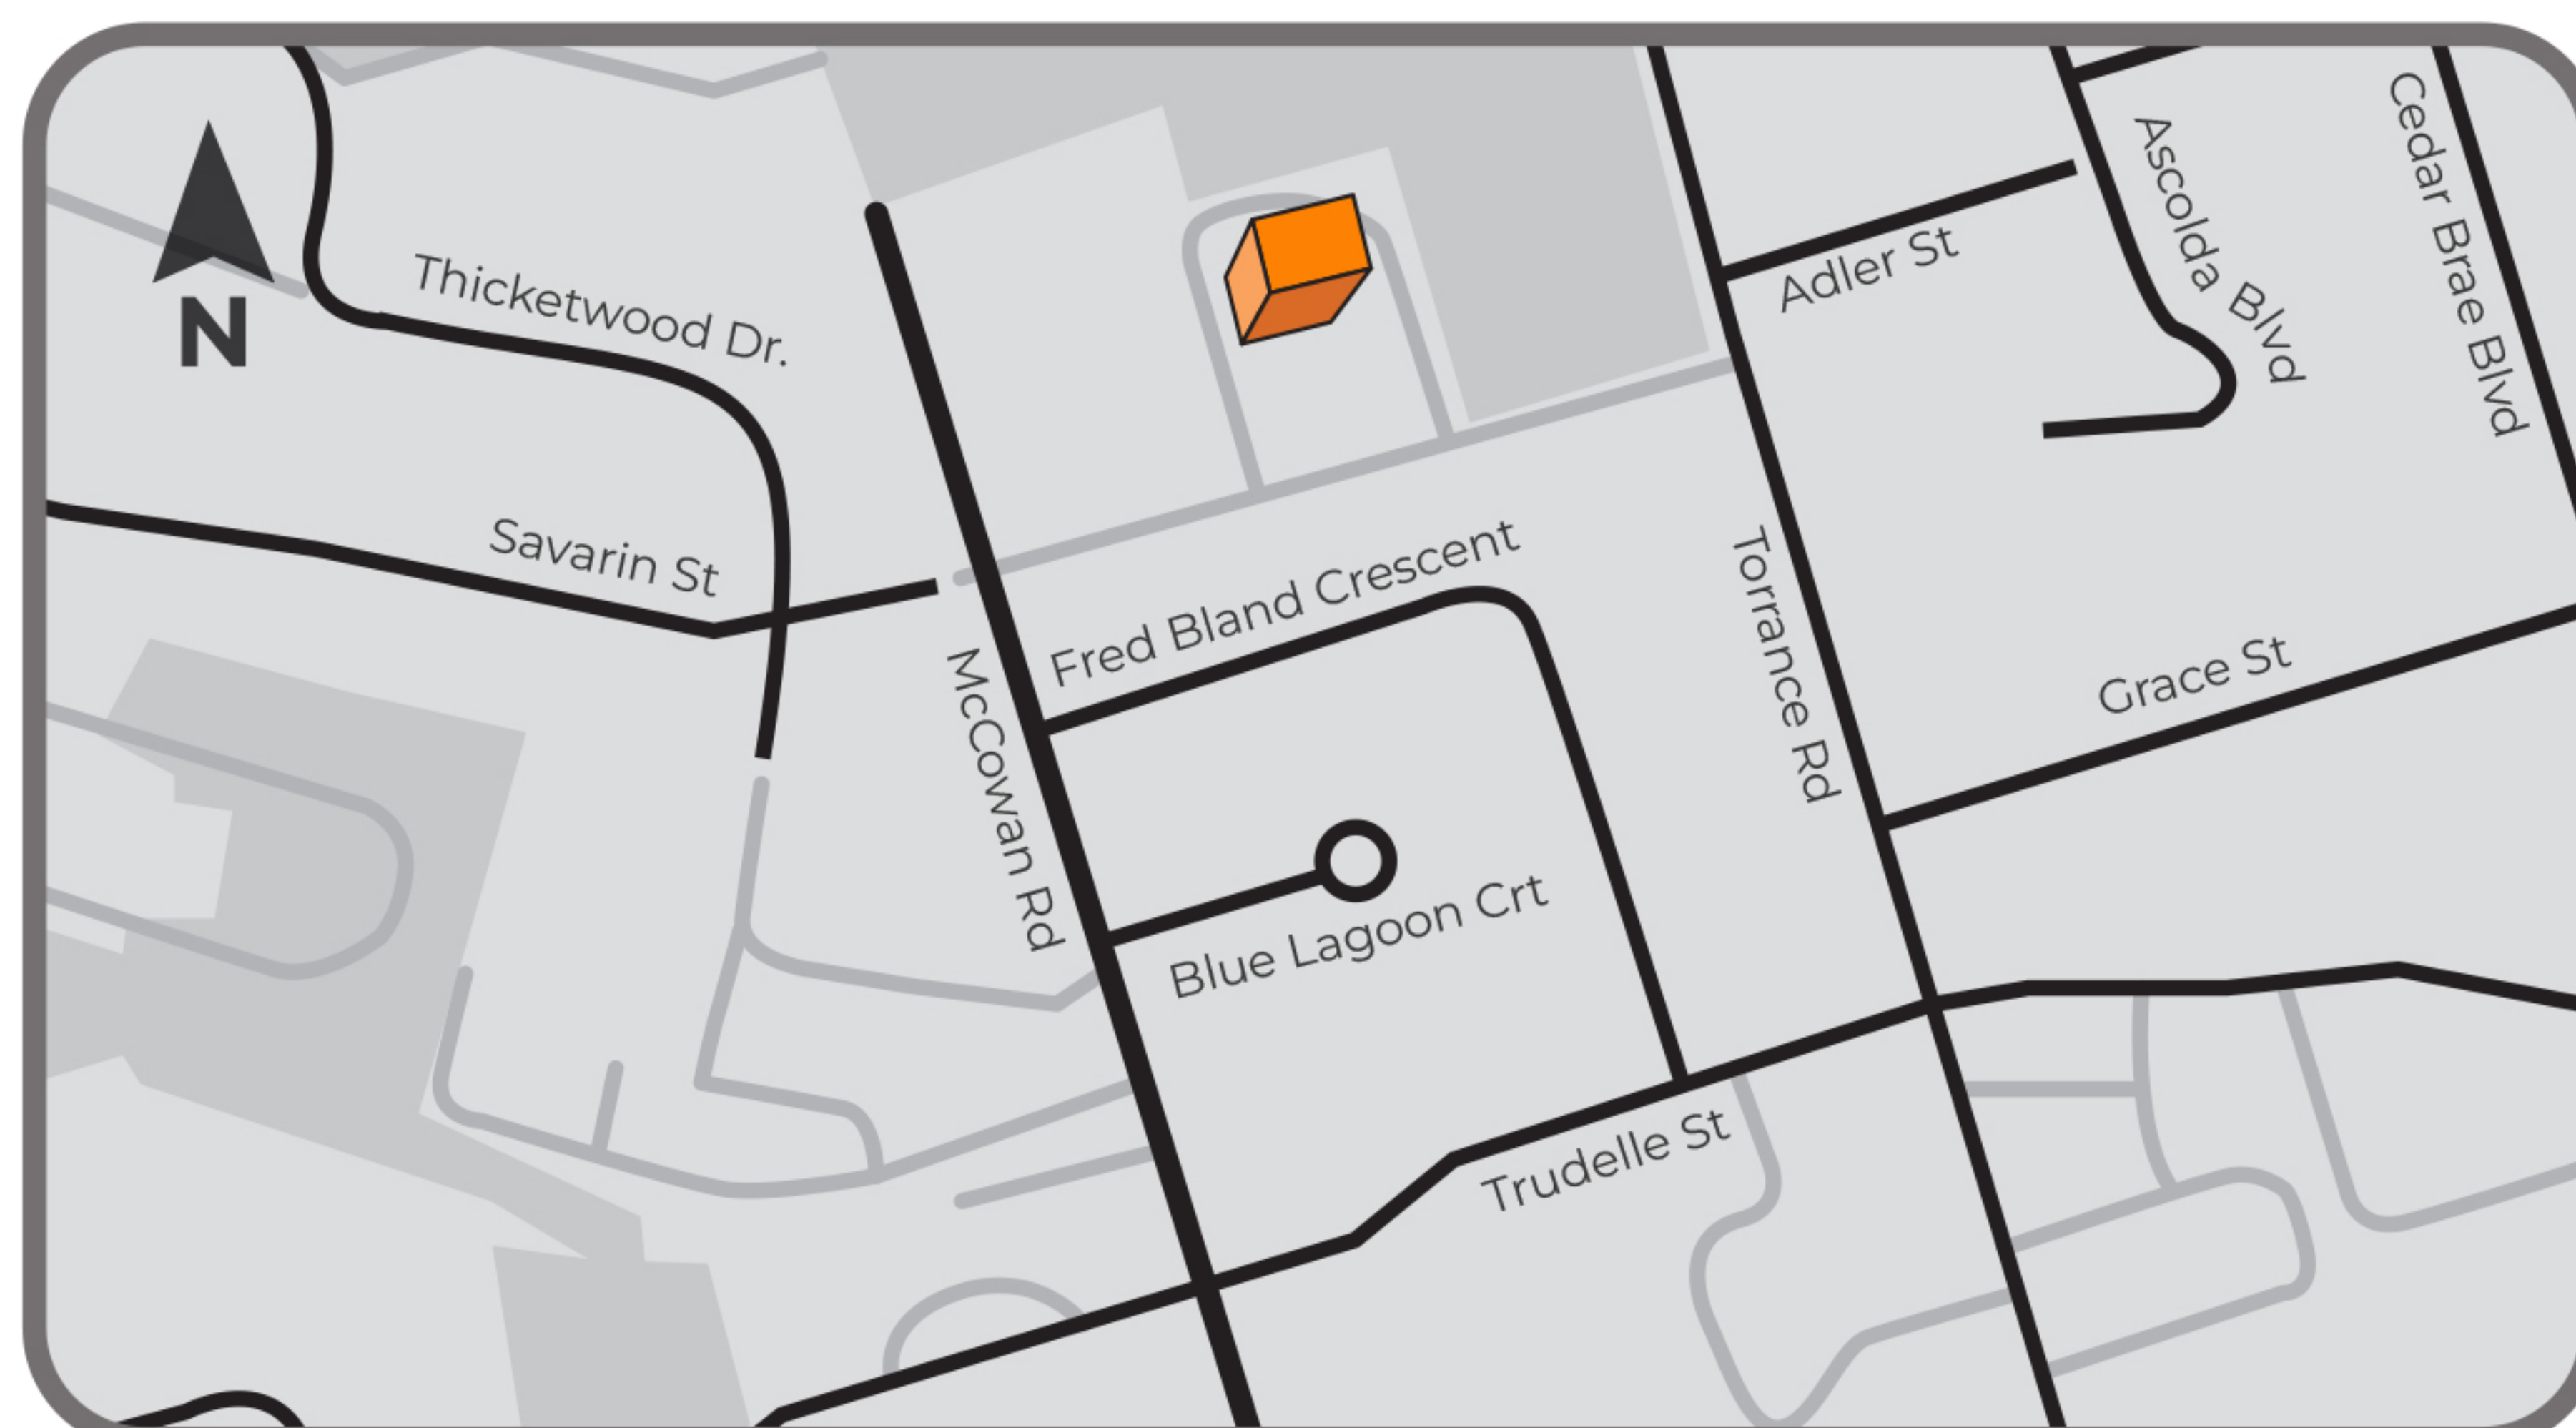 N
Thicketwood Dr.
Adler St
Ascolda Blvd
Cedar Brae Blvd
Savarin St
Fred Bland Crescent
Torrance Rd
McCowan Rd
Grace St
Blue Lagoon Crt
Trudelle St